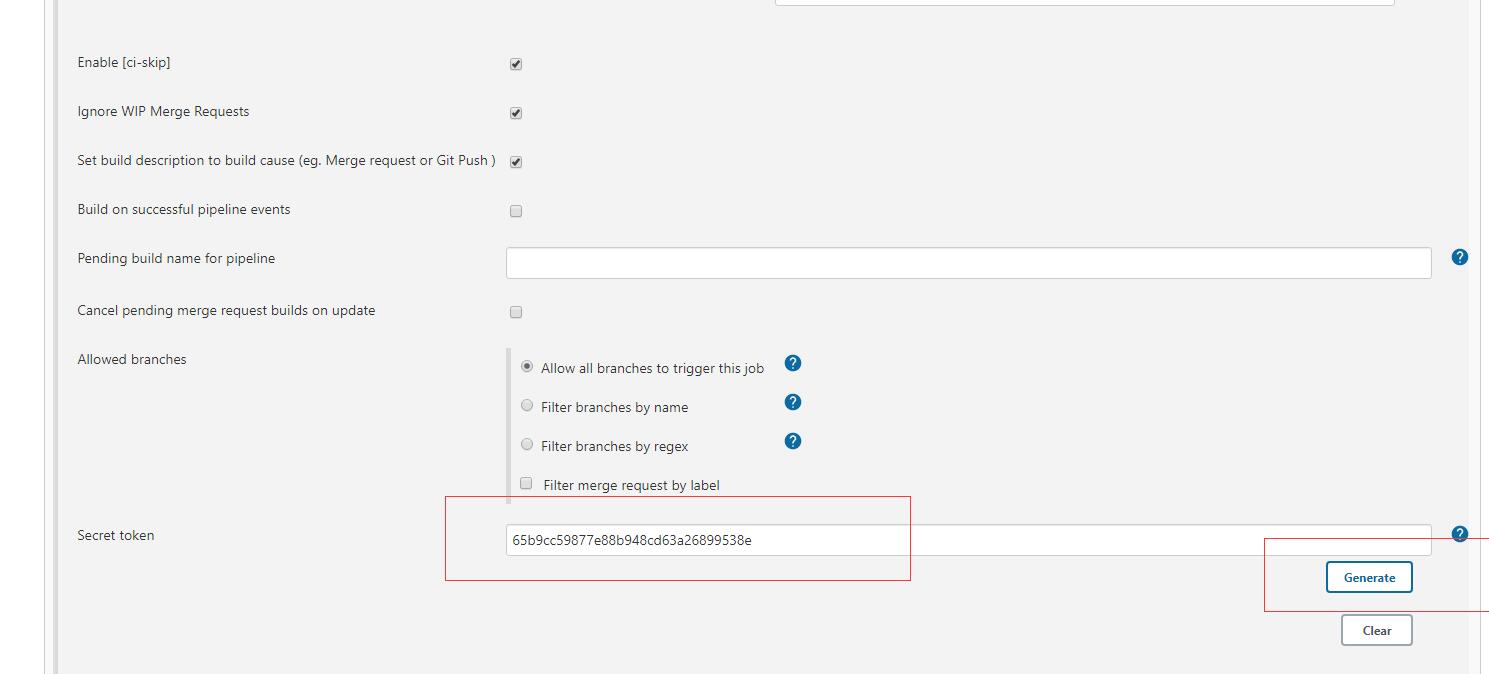 Enable [ci-skip]
Ignore WIP Merge Requests
Set build description to build cause (eg. Merge request or Git Push )
Build on successful pipeline events
Pending build name for pipeline
?
Cancel pending merge request builds on update
Allowed branches
Allow all branches to trigger this job
?
Filter branches by name
?
Filter branches by regex
?
Filter merge request by label
Secret token
65b9cc59877e88b948cd63a26899538e
?
Generate
Clear